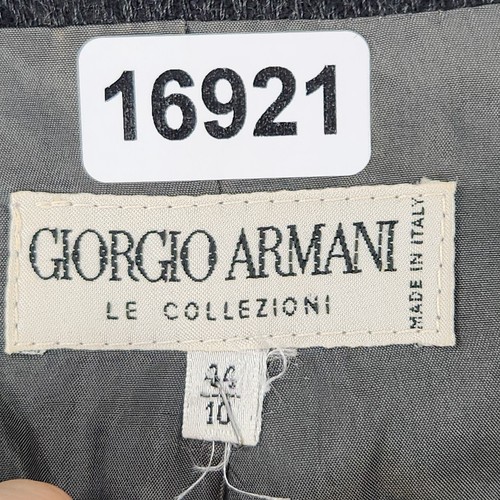 16921
GIORGIO ARMANI
LE COLLEZIONI
MADE IN ITALY
44
10